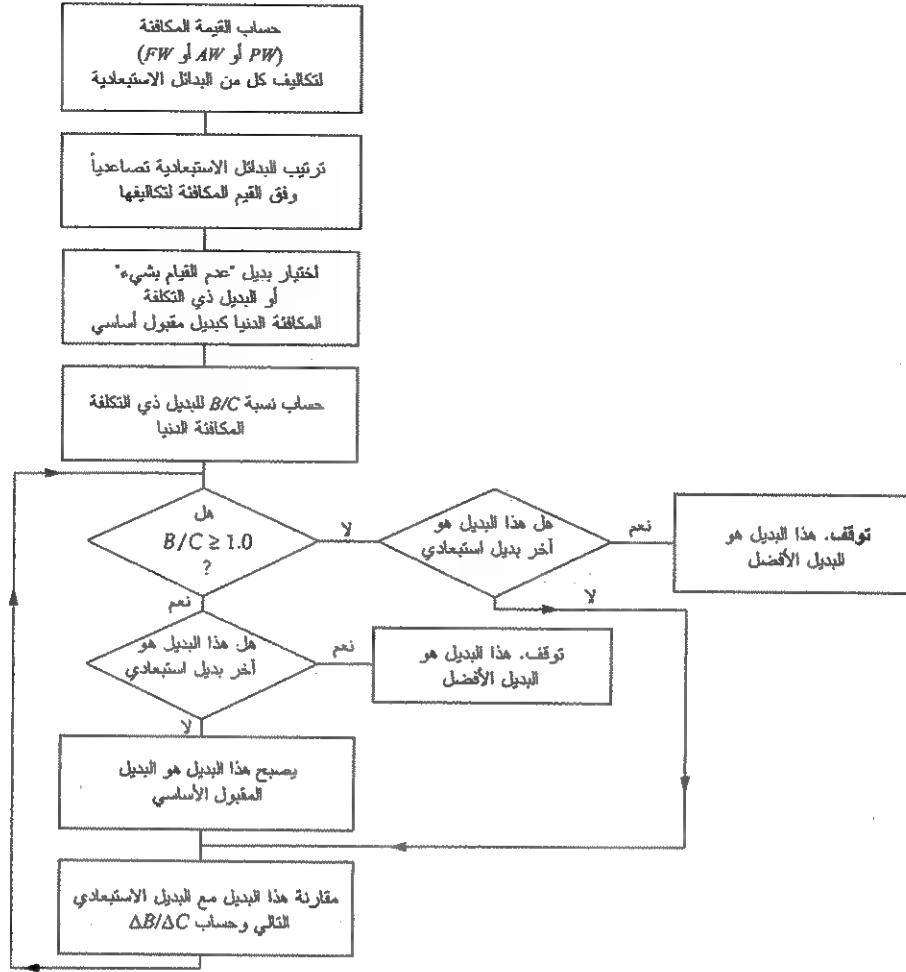 حساب القيمة المكافئة
(PW أو AW أو FW)
لتكاليف كل من البدائل الاستبعادية
ترتيب البدائل الاستبعادية تصاعدياً
وفق القيم المكافئة لتكاليفها
اختيار بديل "عدم القيام بشيء"
أو البديل ذي التكلفة
المكافئة الدنيا كبديل مقبول أساسي
حساب نسبة B/C للبديل ذي التكلفة
المكافئة الدنيا
هل
B/C ≥ 1.0
?
لا
هل هذا البديل هو
آخر بديل استبعادي
نعم
توقف، هذا البديل هو
البديل الأفضل
لا
نعم
هل هذا البديل هو
آخر بديل استبعادي
نعم
توقف، هذا البديل هو
البديل الأفضل
لا
يصبح هذا البديل هو البديل
المقبول الأساسي
مقارنة هذا البديل مع البديل الاستبعادي
التالي وحساب ΔB/ΔC